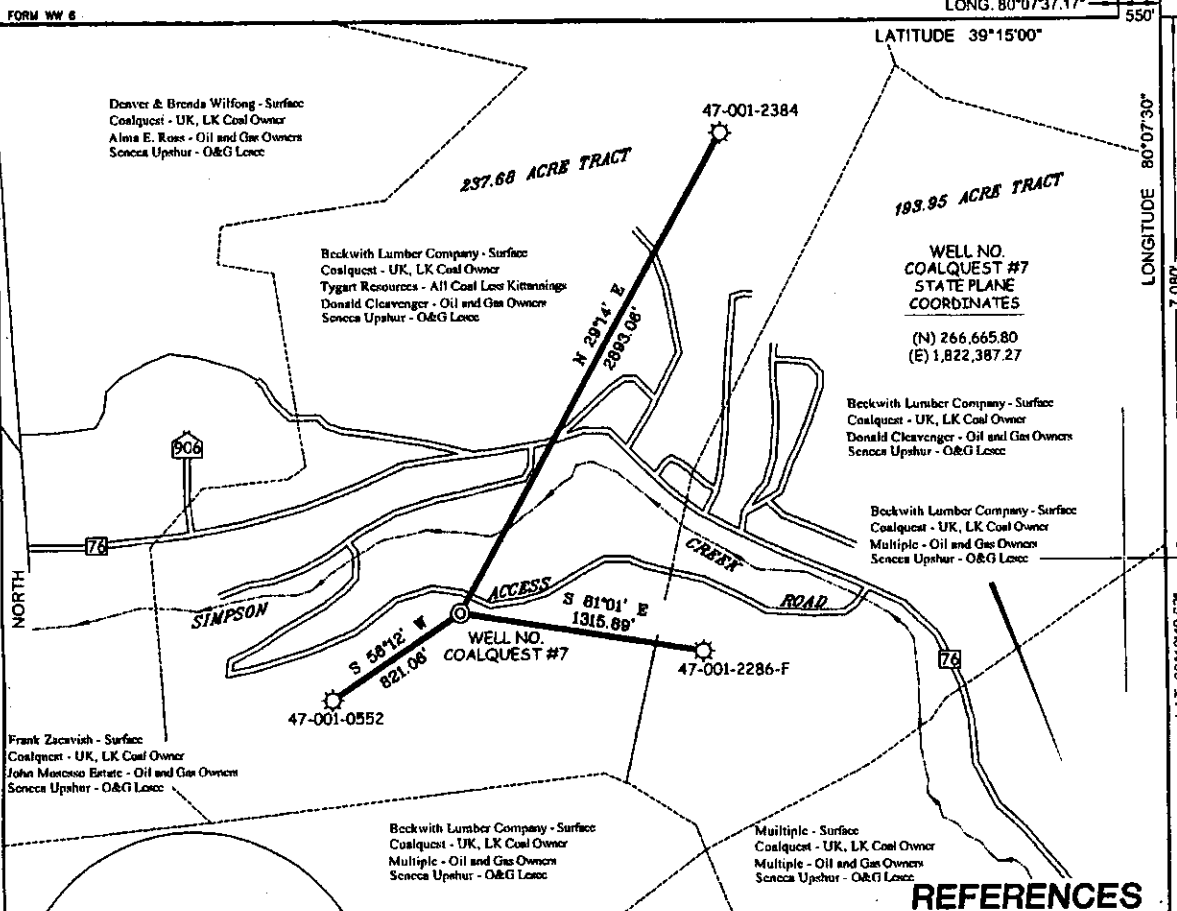 FORM WW 6
LONG. 80°07'37.17"
550'
LATITUDE 39°15'00"
LONGITUDE 80°07'30"
7,080'
Denver & Brenda Wilfong - Surface
Coalquest - UK, LK Coal Owner
Alma E. Ross - Oil and Gas Owners
Seneca Upshur - O&G Lesee
47-001-2384
237.68 ACRE TRACT
193.95 ACRE TRACT
WELL NO.
COALQUEST #7
STATE PLANE
COORDINATES
(N) 266,665.80
(E) 1,822,387.27
Beckwith Lumber Company - Surface
Coalquest - UK, LK Coal Owner
Tygart Resources - All Coal Less Kittannings
Donald Cleavenger - Oil and Gas Owners
Seneca Upshur - O&G Lesee
N 29°14' E
2893.06'
Beckwith Lumber Company - Surface
Coalquest - UK, LK Coal Owner
Donald Cleavenger - Oil and Gas Owners
Seneca Upshur - O&G Lesee
906
76
Beckwith Lumber Company - Surface
Coalquest - UK, LK Coal Owner
Multiple - Oil and Gas Owners
Seneca Upshur - O&G Lesee
NORTH
SIMPSON
CREEK
ACCESS
ROAD
S 81°01' E
1315.89'
WELL NO.
COALQUEST #7
S 58°12' W
821.06'
47-001-2286-F
76
47-001-0552
Frank Zacavish - Surface
Coalquest - UK, LK Coal Owner
John Estate - Oil and Gas Owners
Seneca Upshur - O&G Lesee
Beckwith Lumber Company - Surface
Coalquest - UK, LK Coal Owner
Multiple - Oil and Gas Owners
Seneca Upshur - O&G Lesee
Muiltiple - Surface
Coalquest - UK, LK Coal Owner
Multiple - Oil and Gas Owners
Seneca Upshur - O&G Lesee
REFERENCES